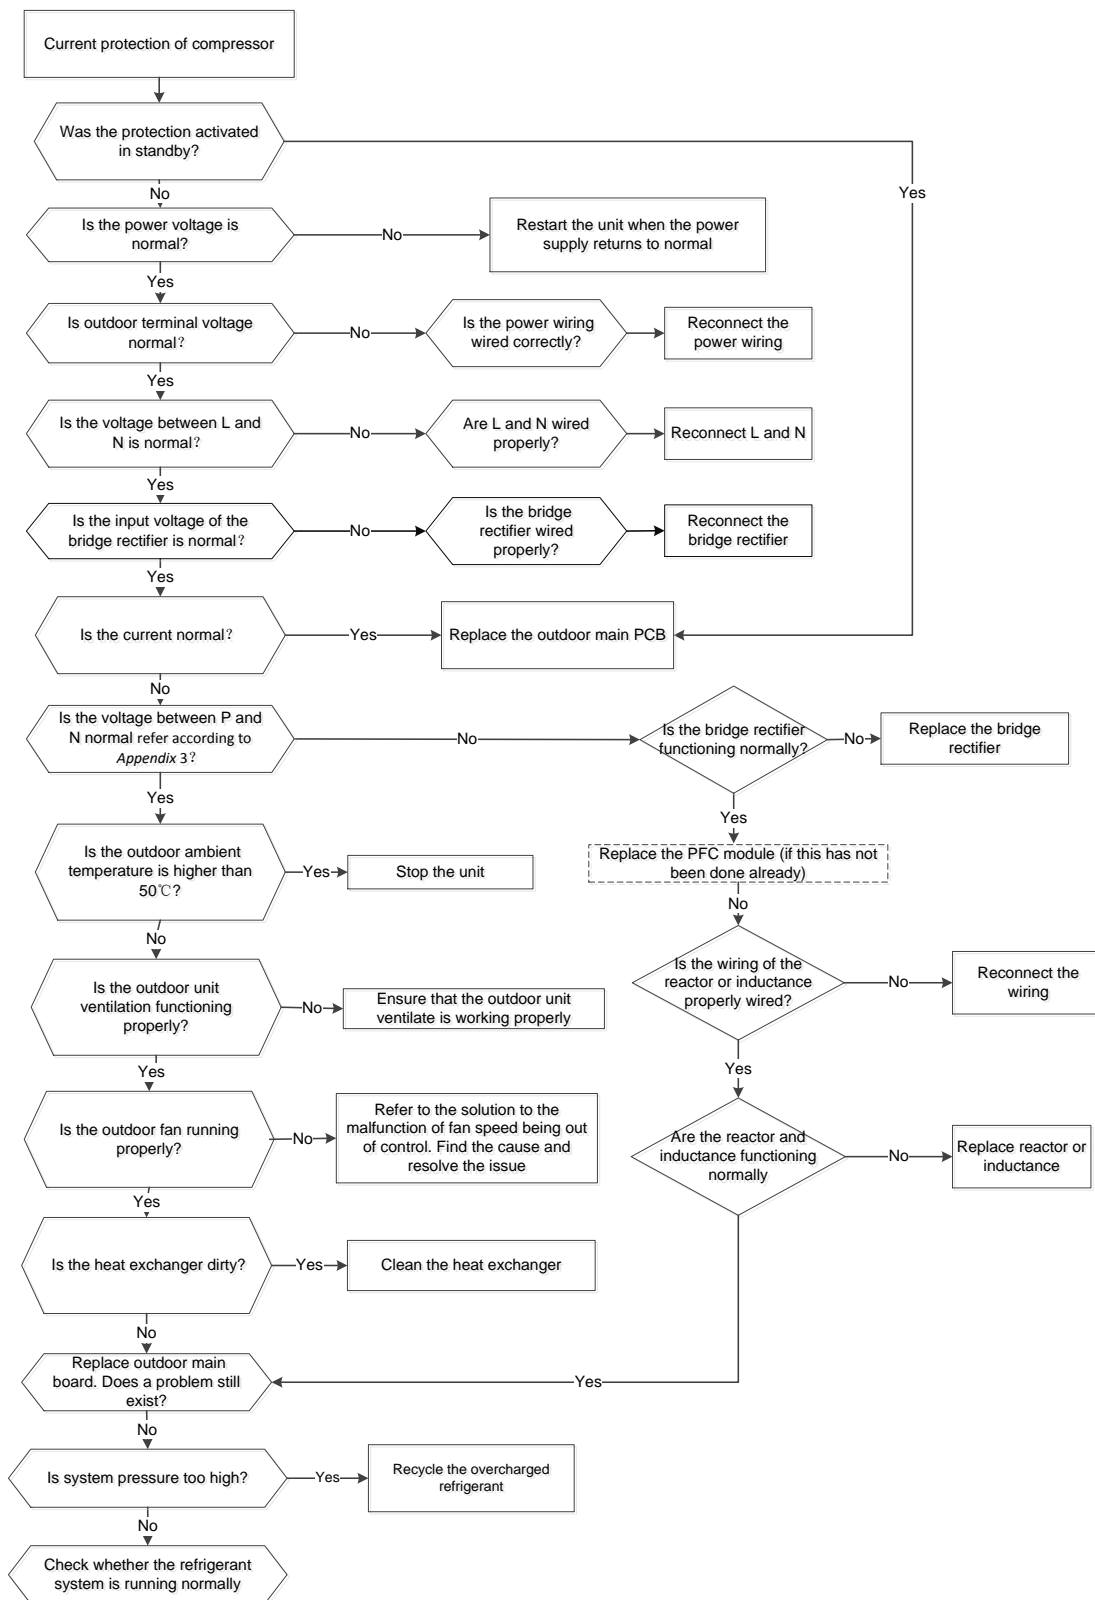 Current protection of compressor
Was the protection activated
in standby?
Yes
No
Is the power voltage is
normal?
No
Restart the unit when the power
supply returns to normal
Yes
Is outdoor terminal voltage
normal?
No
Is the power wiring
wired correctly?
Reconnect the
power wiring
Yes
Is the voltage between L and
N is normal?
No
Are L and N wired
properly?
Reconnect L and N
Yes
Is the input voltage of the
bridge rectifier is normal?
No
Is the bridge
rectifier wired
properly?
Reconnect the
bridge rectifier
Yes
Is the current normal?
Yes
Replace the outdoor main PCB
No
Is the voltage between P and
N normal refer according to
Appendix 3?
No
Is the bridge rectifier
functioning normally?
No
Replace the bridge
rectifier
Yes
Yes
Is the outdoor ambient
temperature is higher than
50℃?
Yes
Stop the unit
Replace the PFC module (if this has not
been done already)
No
No
Is the outdoor unit
ventilation functioning
properly?
No
Ensure that the outdoor unit
ventilate is working properly
Is the wiring of the
reactor or inductance
properly wired?
No
Reconnect the
wiring
Yes
Yes
Is the outdoor fan running
properly?
No
Refer to the solution to the
malfunction of fan speed being out
of control. Find the cause and
resolve the issue
Are the reactor and
inductance functioning
normally
No
Replace reactor or
inductance
Yes
Is the heat exchanger dirty?
Yes
Clean the heat exchanger
No
Replace outdoor main
board. Does a problem still
exist?
Yes
No
Is system pressure too high?
Yes
Recycle the overcharged
refrigerant
No
Check whether the refrigerant
system is running normally